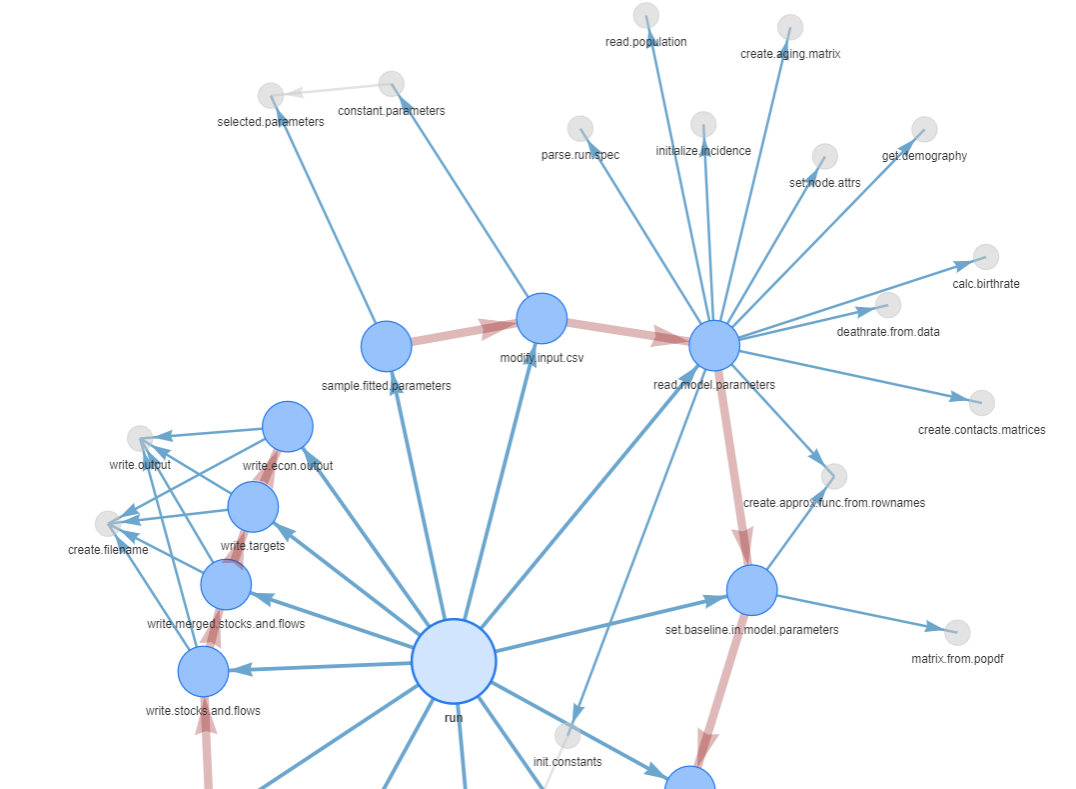 read.population
create.aging.matrix
selected.parameters
constant.parameters
parse.run.spec
initialize.incidence
set.node.attrs
get.demography
calc.birthrate
deathrate.from.data
modify.input.csv
sample.fitted.parameters
read.model.parameters
create.contacts.matrices
write.output
write.econ.output
create.approx.func.from.rownames
create.filename
write.targets
write.merged.stocks.and.flows
set.baseline.in.model.parameters
matrix.from.popdf
write.stocks.and.flows
run
init.constants